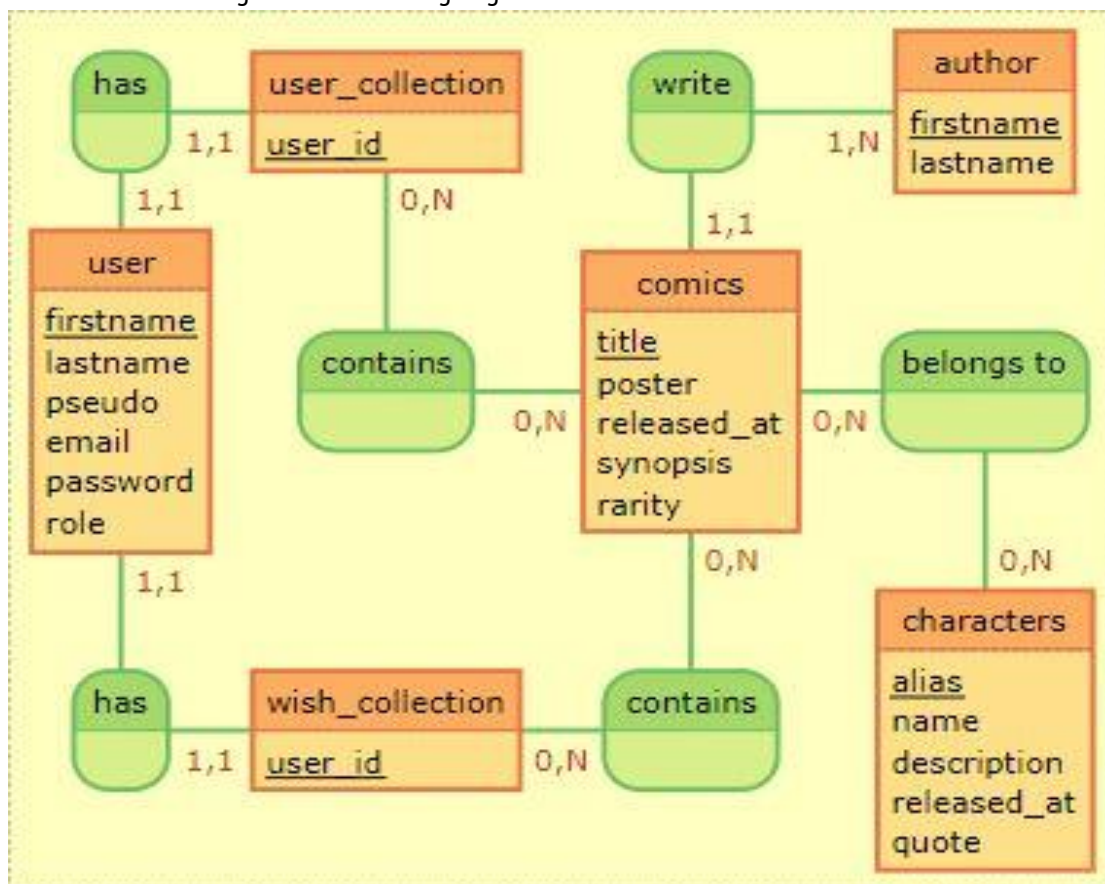 has
user_collection
user_id
1,1
1,1
0,N
write
author
firstname
lastname
1,N
1,1
user
firstname
lastname
pseudo
email
password
role
contains
0,N
comics
title
poster
released_at
synopsis
rarity
0,N
belongs to
0,N
1,1
0,N
has
1,1
wish_collection
user_id
0,N
contains
characters
alias
name
description
released_at
quote